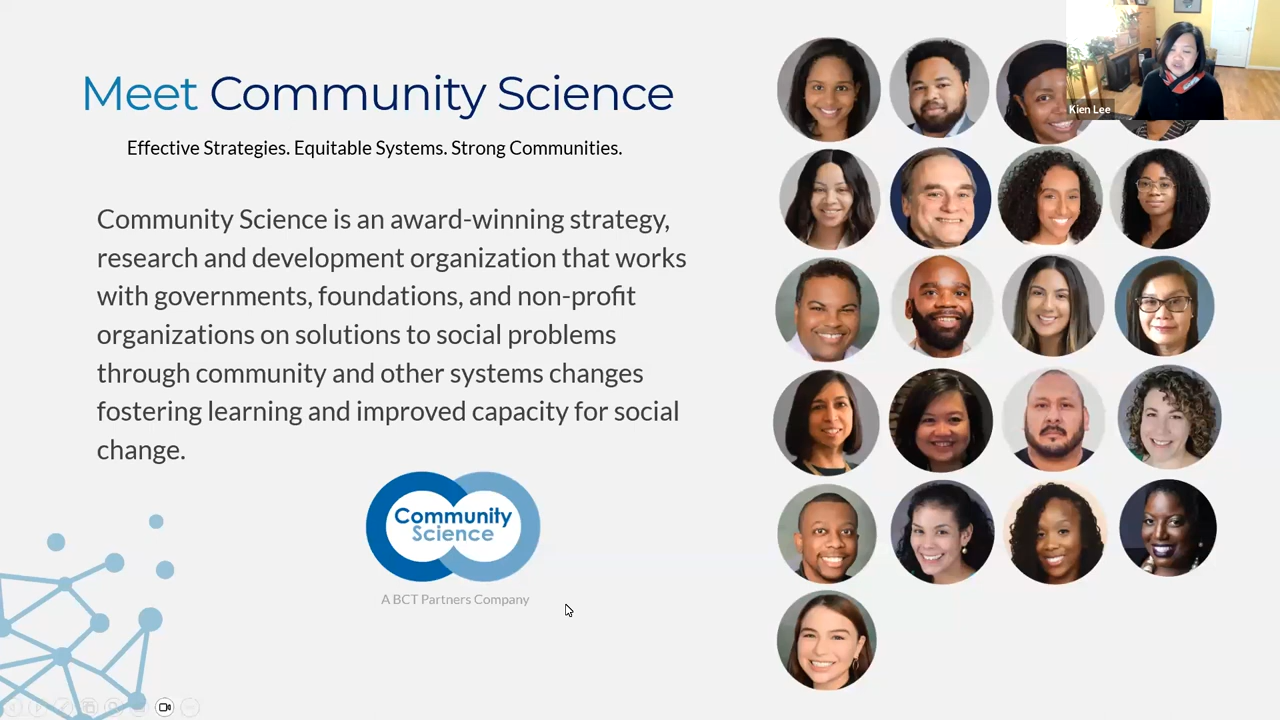 Meet Community Science
Effective Strategies. Equitable Systems. Strong Communities.
Community Science is an award-winning strategy,
research and development organization that works
with governments, foundations, and non-profit
organizations on solutions to social problems
through community and other systems changes
fostering learning and improved capacity for social
change.
Community
Science
A BCT Partners Company
Kien Lee